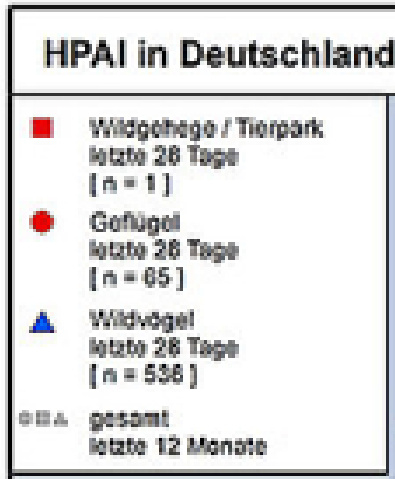 HPAI in Deutschland
Wildgehege / Tierpark
letzte 28 Tage
[ n = 1 ]
Geflügel
letzte 28 Tage
[ n = 65 ]
Wildvögel
letzte 28 Tage
[ n = 536 ]
gesamt
letzte 12 Monate